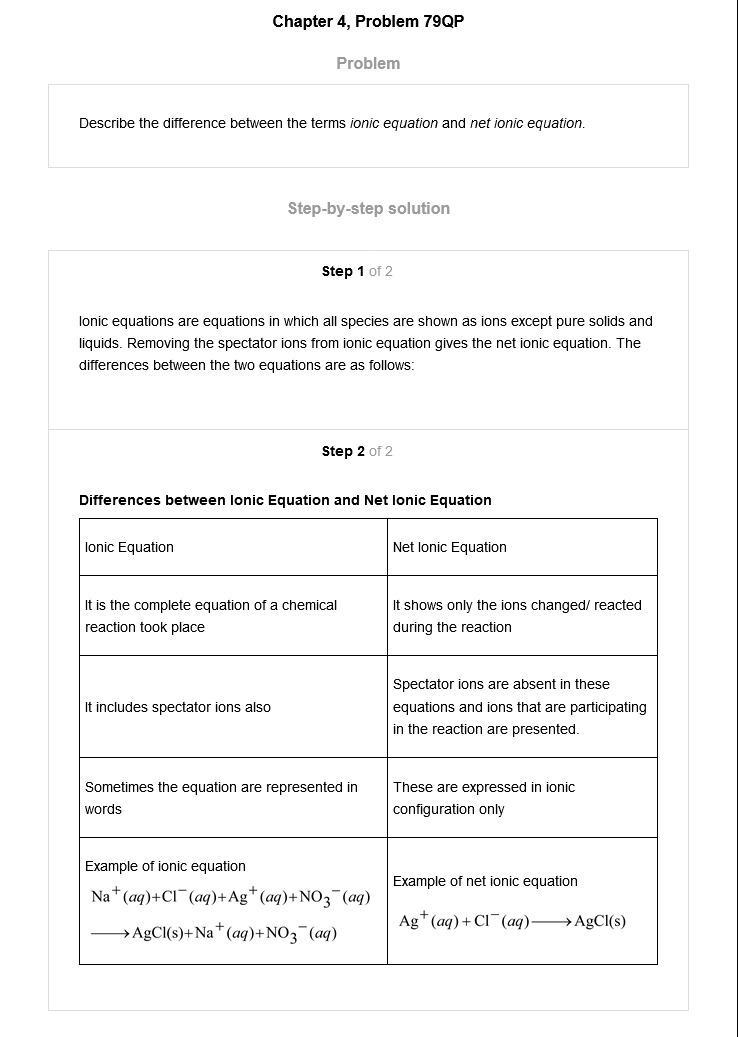 Chapter 4, Problem 79QP
Problem
Describe the difference between the terms ionic equation and net ionic equation.
Step-by-step solution
Step 1 of 2
Ionic equations are equations in which all species are shown as ions except pure solids and
liquids. Removing the spectator ions from ionic equation gives the net ionic equation. The
differences between the two equations are as follows:
Step 2 of 2
Differences between Ionic Equation and Net Ionic Equation
Ionic Equation
Net Ionic Equation
It is the complete equation of a chemical
reaction took place
It shows only the ions changed/ reacted
during the reaction
It includes spectator ions also
Spectator ions are absent in these
equations and ions that are participating
in the reaction are presented.
Sometimes the equation are represented in
words
These are expressed in ionic
configuration only
Example of ionic equation
Na⁺(aq)+Cl⁻(aq)+Ag⁺(aq)+NO₃⁻(aq)
⟶AgCl(s)+Na⁺(aq)+NO₃⁻(aq)
Example of net ionic equation
Ag⁺(aq)+Cl⁻(aq)⟶AgCl(s)